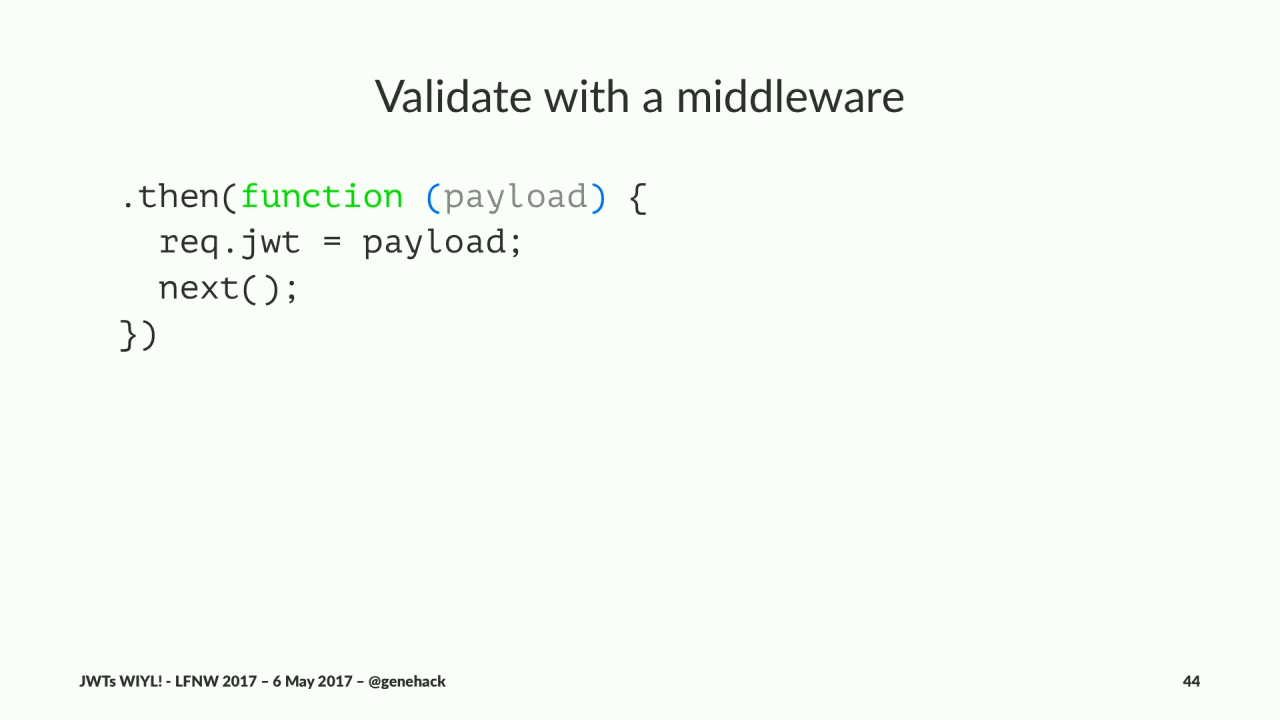 Validate with a middleware
.then(function (payload) {
  req.jwt = payload;
  next();
})
JWTs WIYL! - LFNW 2017 – 6 May 2017 – @genehack
44